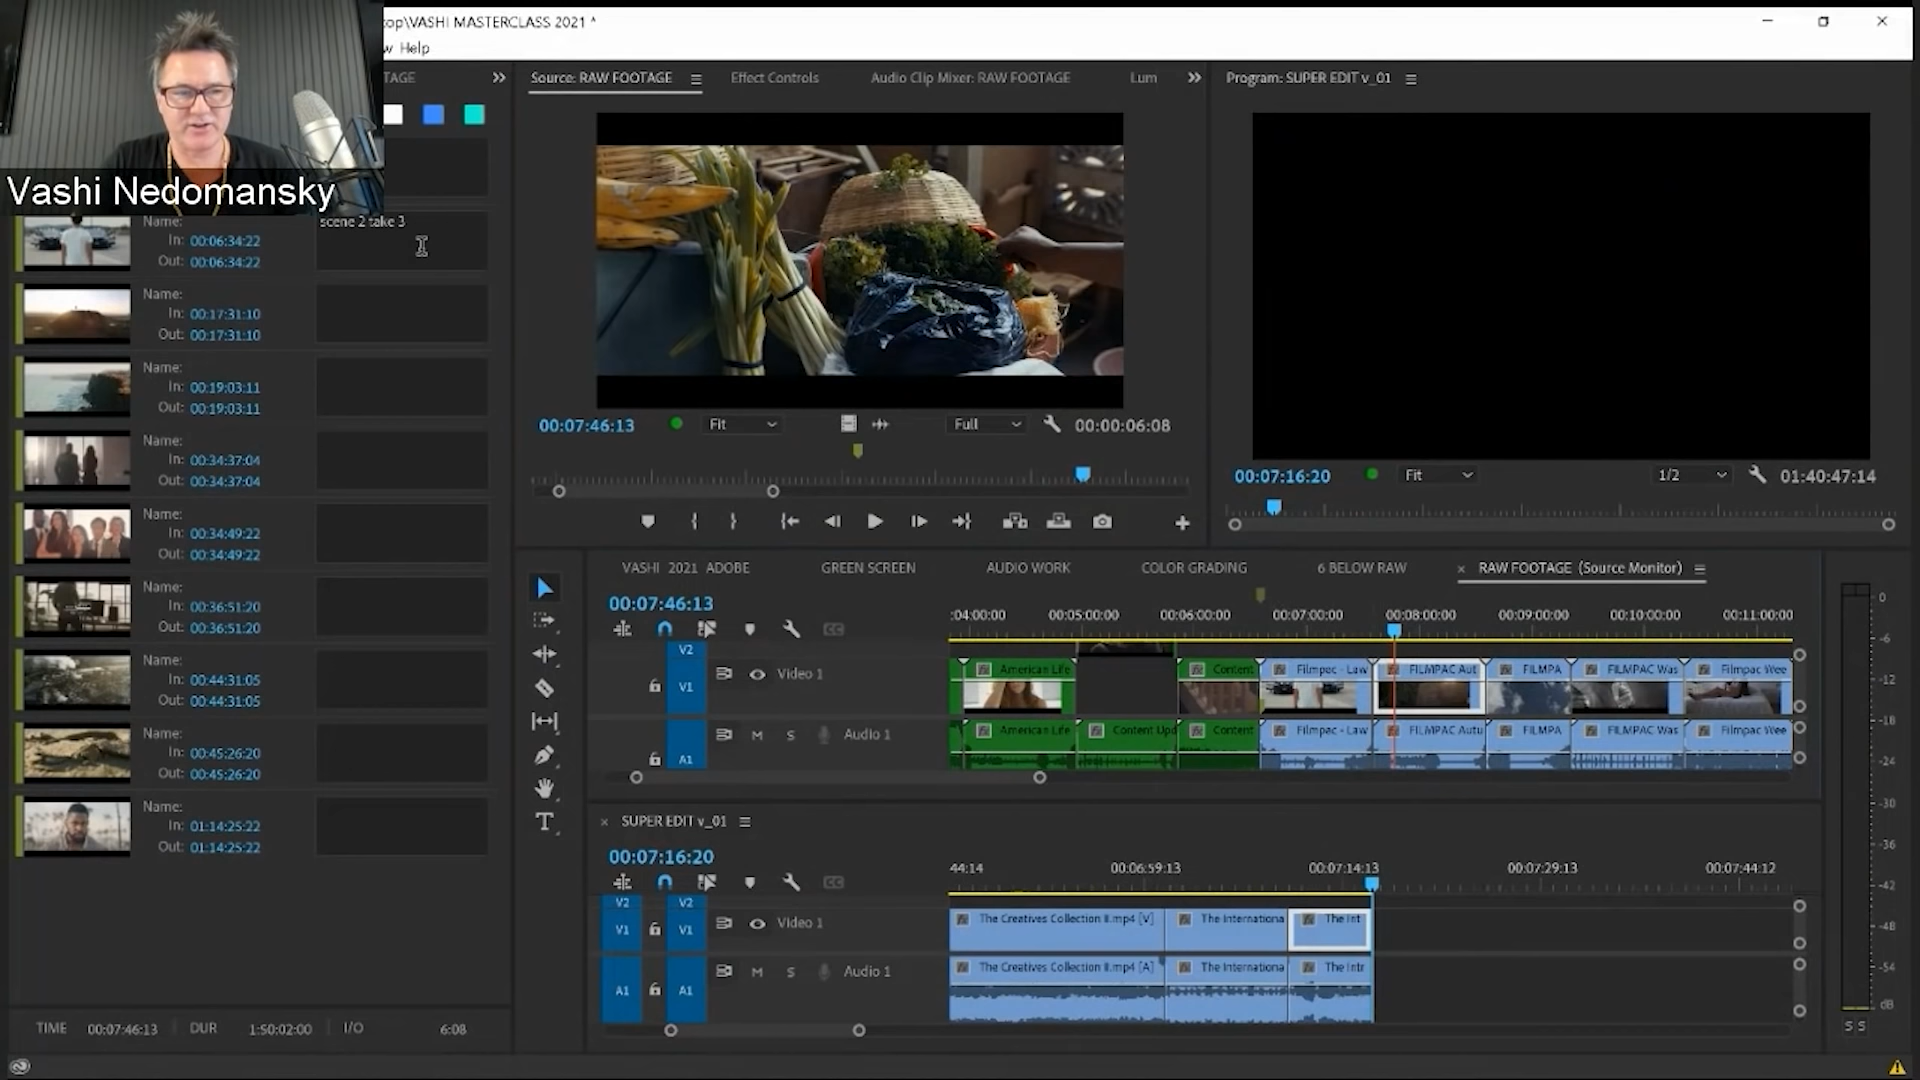 top\VASHI MASTERCLASS 2021 *
w Help
TAGE
Source: RAW FOOTAGE
Effect Controls
Audio Clip Mixer: RAW FOOTAGE
Lum
Program: SUPER EDIT v_01
Vashi Nedomansky
Name:
scene 2 take 3
In: 00:06:34:22
Out: 00:06:34:22
Name:
In: 00:17:31:10
Out: 00:17:31:10
Name:
In: 00:19:03:11
Out: 00:19:03:11
Name:
In: 00:34:37:04
Out: 00:34:37:04
Name:
In: 00:34:49:22
Out: 00:34:49:22
Name:
In: 00:36:51:20
Out: 00:36:51:20
Name:
In: 00:44:31:05
Out: 00:44:31:05
Name:
In: 00:45:26:20
Out: 00:45:26:20
Name:
In: 01:14:25:22
Out: 01:14:25:22
TIME 00:07:46:13 DUR 1:50:02:00 I/O 6:08
00:07:46:13 Fit Full 00:00:06:08
00:07:16:20 Fit 1/2 01:40:47:14
VASHI 2021 ADOBE GREEN SCREEN AUDIO WORK COLOR GRADING 6 BELOW RAW × RAW FOOTAGE (Source Monitor)
00:07:46:13
:04:00:00 00:05:00:00 00:06:00:00 00:07:00:00 00:08:00:00 00:09:00:00 00:10:00:00 00:11:00:00
CC
V2
V1 Video 1
American Life Content Filmpac - Law FILMPAC Aut FILMPA FILMPAC Was Filmpac Wee
A1 M S Audio 1
American Life Content Upd Content Filmpac - Law FILMPAC Autu FILMPA FILMPAC Was Filmpac Wee
× SUPER EDIT v_01
00:07:16:20
44:14 00:06:59:13 00:07:14:13 00:07:29:13 00:07:44:12
CC
V2 V2
V1 V1 Video 1
The Creatives Collection II.mp4 [V] The Internationa The Int
A1 A1 M S Audio 1
The Creatives Collection II.mp4 [A] The Internationa The Intr
0
-6
-12
-18
-24
-30
-36
-42
-48
-54
dB
S S
T